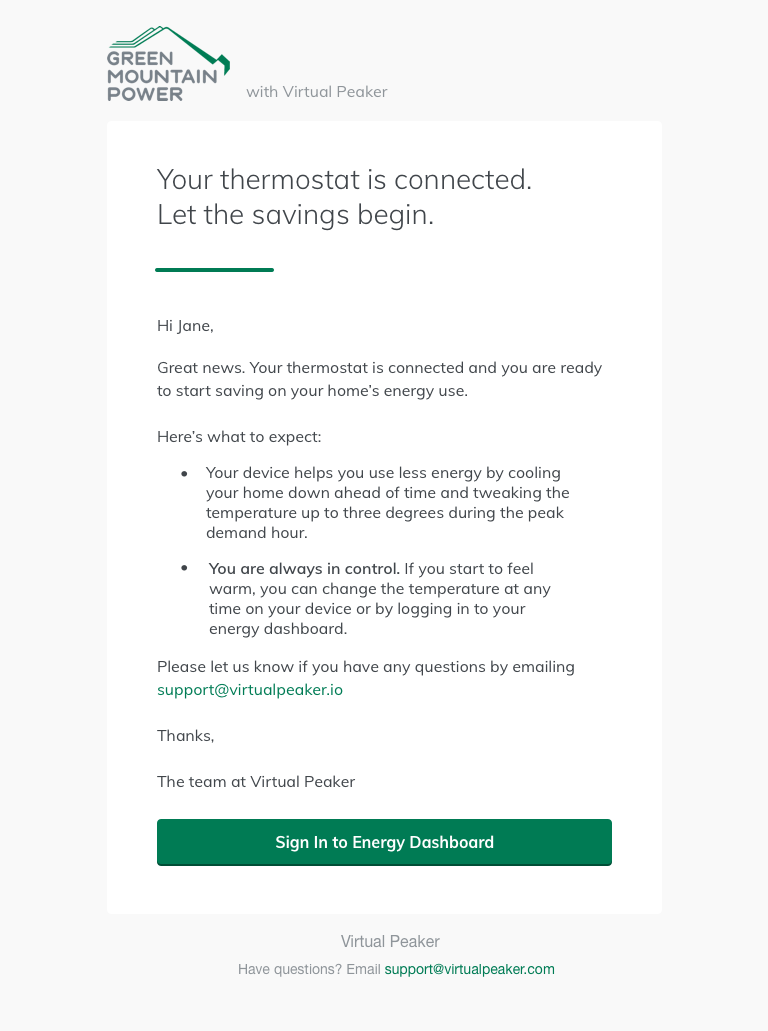 GREEN
MOUNTAIN
POWER
with Virtual Peaker
Your thermostat is connected.
Let the savings begin.
Hi Jane,
Great news. Your thermostat is connected and you are ready
to start saving on your home’s energy use.
Here’s what to expect:
• Your device helps you use less energy by cooling
your home down ahead of time and tweaking the
temperature up to three degrees during the peak
demand hour.
• You are always in control. If you start to feel
warm, you can change the temperature at any
time on your device or by logging in to your
energy dashboard.
Please let us know if you have any questions by emailing
support@virtualpeaker.io
Thanks,
The team at Virtual Peaker
Sign In to Energy Dashboard
Virtual Peaker
Have questions? Email support@virtualpeaker.com